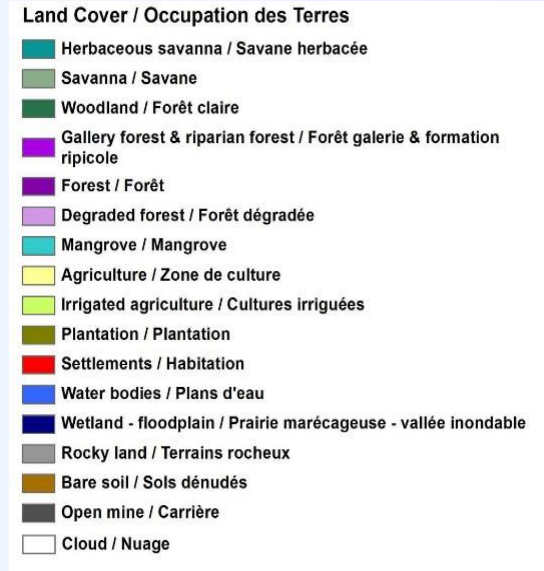 Land Cover / Occupation des Terres
Herbaceous savanna / Savane herbacée
Savanna / Savane
Woodland / Forêt claire
Gallery forest & riparian forest / Forêt galerie & formation
ripicole
Forest / Forêt
Degraded forest / Forêt dégradée
Mangrove / Mangrove
Agriculture / Zone de culture
Irrigated agriculture / Cultures irriguées
Plantation / Plantation
Settlements / Habitation
Water bodies / Plans d'eau
Wetland - floodplain / Prairie marécageuse - vallée inondable
Rocky land / Terrains rocheux
Bare soil / Sols dénudés
Open mine / Carrière
Cloud / Nuage